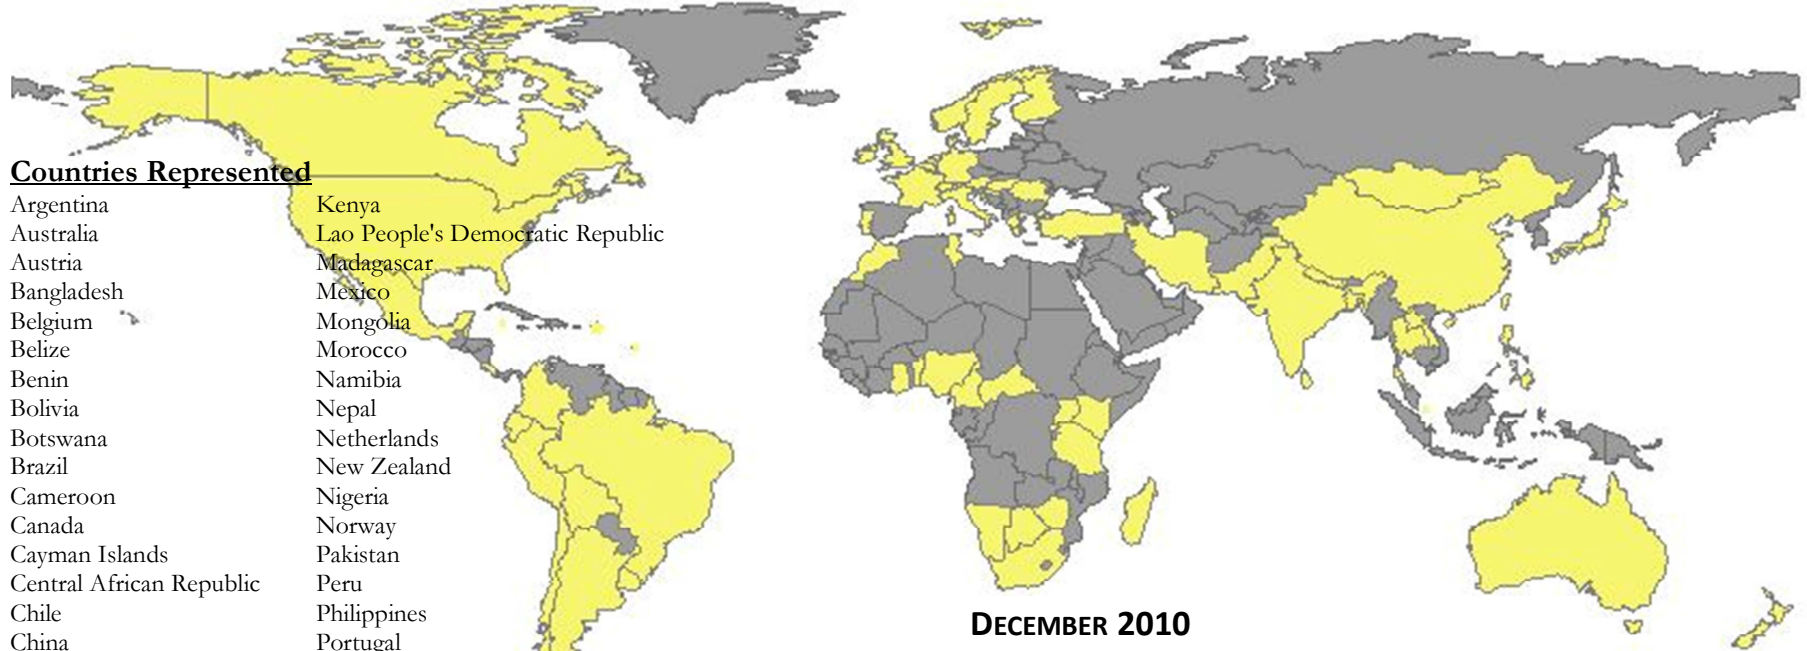 Countries Represented
Argentina
Australia
Austria
Bangladesh
Belgium
Belize
Benin
Bolivia
Botswana
Brazil
Cameroon
Canada
Cayman Islands
Central African Republic
Chile
China
Kenya
Lao People's Democratic Republic
Madagascar
Mexico
Mongolia
Morocco
Namibia
Nepal
Netherlands
New Zealand
Nigeria
Norway
Pakistan
Peru
Philippines
Portugal
DECEMBER 2010